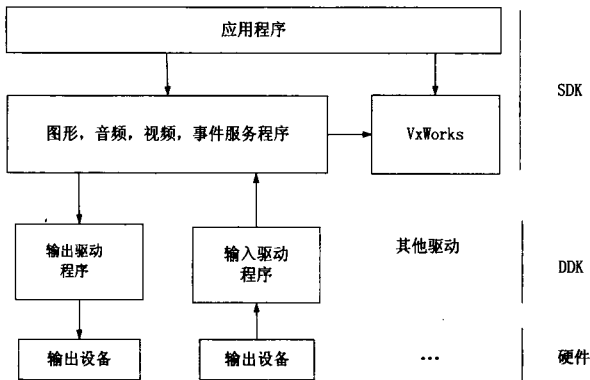 应用程序
SDK
图形，音频，视频，事件服务程序
VxWorks
输出驱动
程序
输入驱动
程序
其他驱动
DDK
输出设备
输出设备
...
硬件